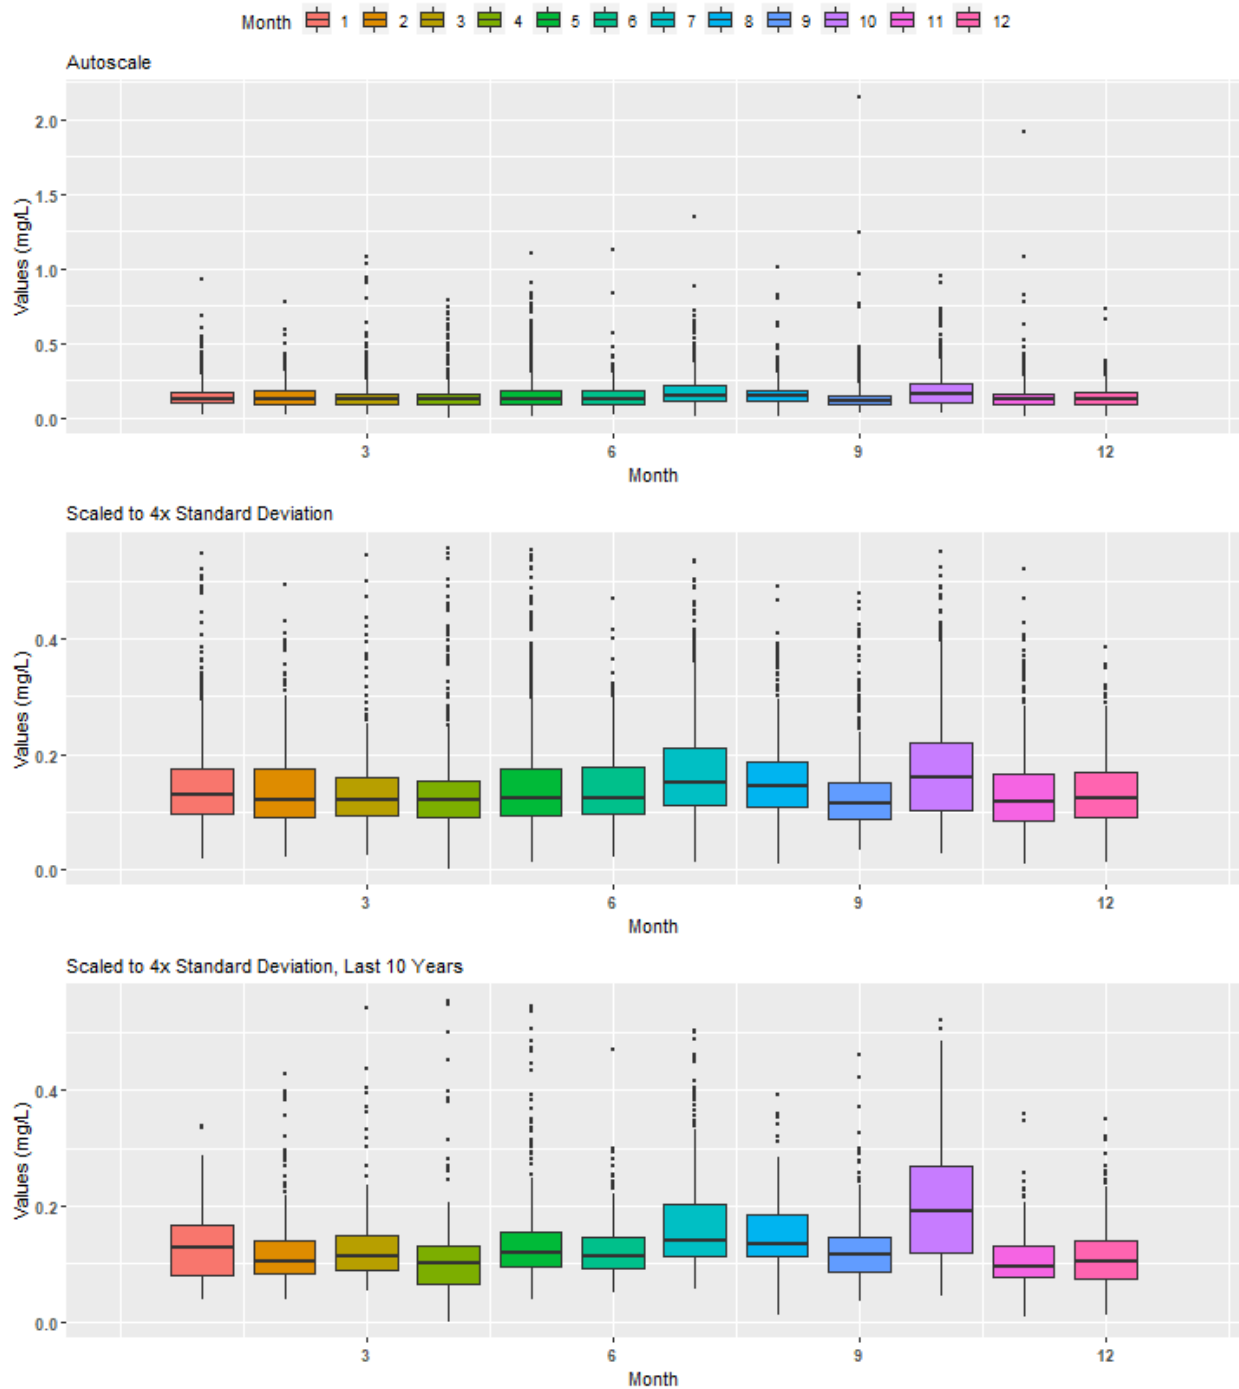 Month 1 2 3 4 5 6 7 8 9 10 11 12
Autoscale
Values (mg/L)
2.0
1.5
1.0
0.5
0.0
3 6 9 12
Month
Scaled to 4x Standard Deviation
Values (mg/L)
0.4
0.2
0.0
3 6 9 12
Month
Scaled to 4x Standard Deviation, Last 10 Years
Values (mg/L)
0.4
0.2
0.0
3 6 9 12
Month